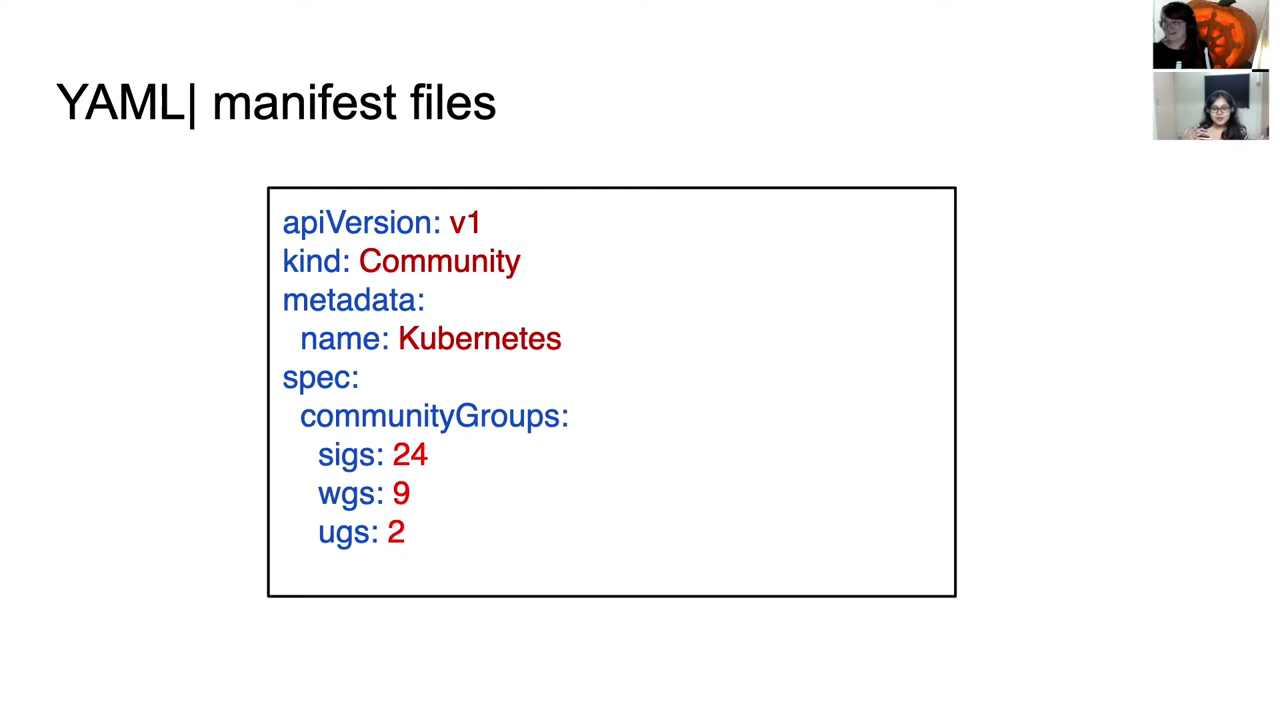 YAML| manifest files
apiVersion: v1
kind: Community
metadata:
name: Kubernetes
spec:
communityGroups:
sigs: 24
wgs: 9
ugs: 2